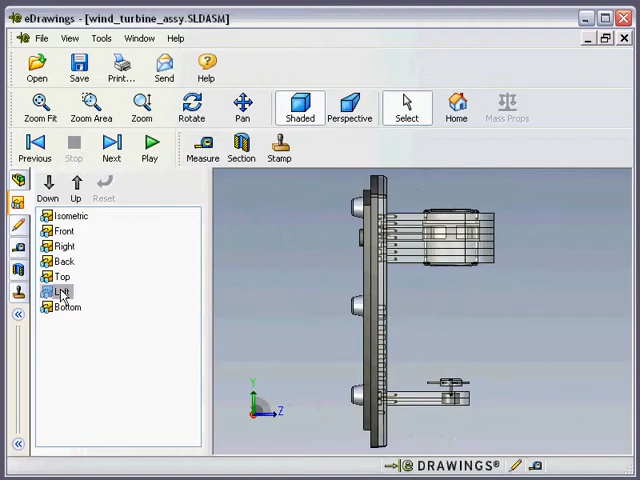 eDrawings - [wind_turbine_assy.SLDASM]
File View Tools Window Help
Open Save Print... Send Help
Zoom Fit Zoom Area Zoom Rotate Pan Shaded Perspective Select Home Mass Props
Previous Stop Next Play Measure Section Stamp
Down Up Reset
Isometric
Front
Right
Back
Top
Left
Bottom
Y
Z
e DRAWINGS®